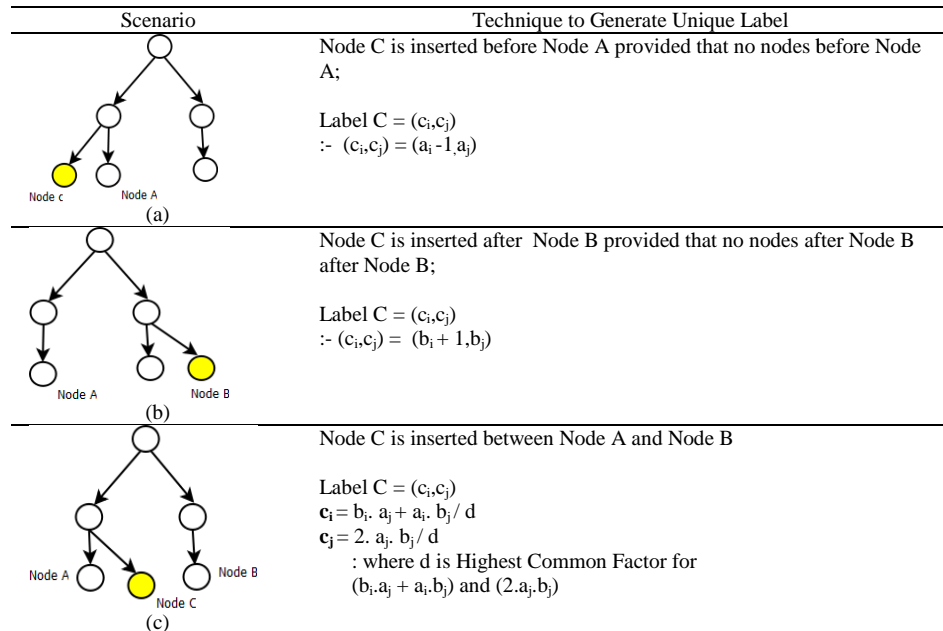 Scenario Technique to Generate Unique Label
Node C is inserted before Node A provided that no nodes before Node
A;
Label C = (cᵢ,cⱼ)
:- (cᵢ,cⱼ) = (aᵢ -1,aⱼ)
Node c Node A
(a)
Node C is inserted after Node B provided that no nodes after Node B
after Node B;
Label C = (cᵢ,cⱼ)
:- (cᵢ,cⱼ) = (bᵢ + 1,bⱼ)
Node A Node B
(b)
Node C is inserted between Node A and Node B
Label C = (cᵢ,cⱼ)
cᵢ = bᵢ. aⱼ + aᵢ. bⱼ / d
cⱼ = 2. aⱼ. bⱼ / d
: where d is Highest Common Factor for
(bᵢ.aⱼ + aᵢ.bⱼ) and (2.aⱼ.bⱼ)
Node A Node B
Node C
(c)